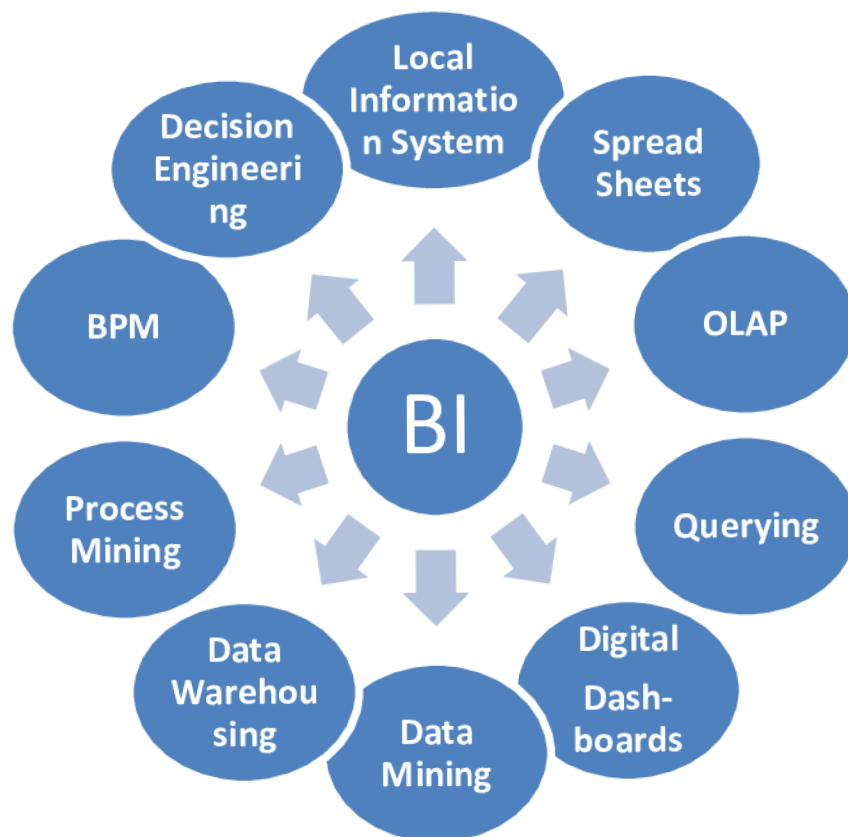 Local
Informatio
n System
Spread
Sheets
OLAP
Querying
Digital
Dash-
boards
Data
Mining
Data
Warehou
sing
Process
Mining
BPM
Decision
Engineeri
ng
BI